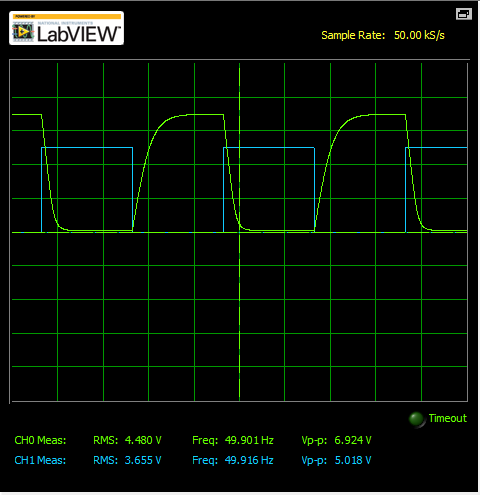 POWERED BY
NATIONAL INSTRUMENTS
LabVIEW™
Sample Rate: 50.00 kS/s
Timeout
CH0 Meas: RMS: 4.480 V Freq: 49.901 Hz Vp-p: 6.924 V
CH1 Meas: RMS: 3.655 V Freq: 49.916 Hz Vp-p: 5.018 V